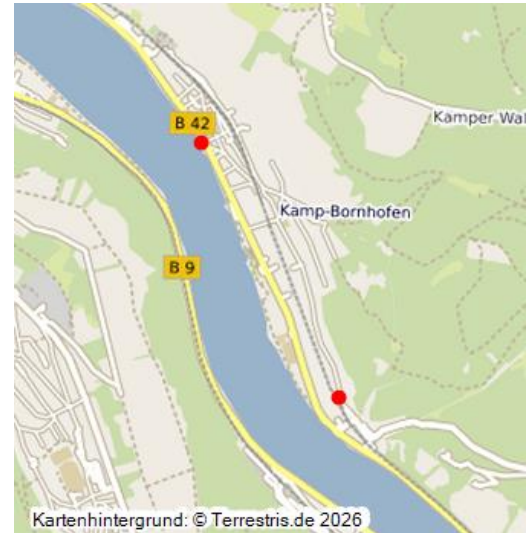 B 42
Kamper Wal
Kamp-Bornhofen
B 9
Kartenhintergrund: © Terrestris.de 2026